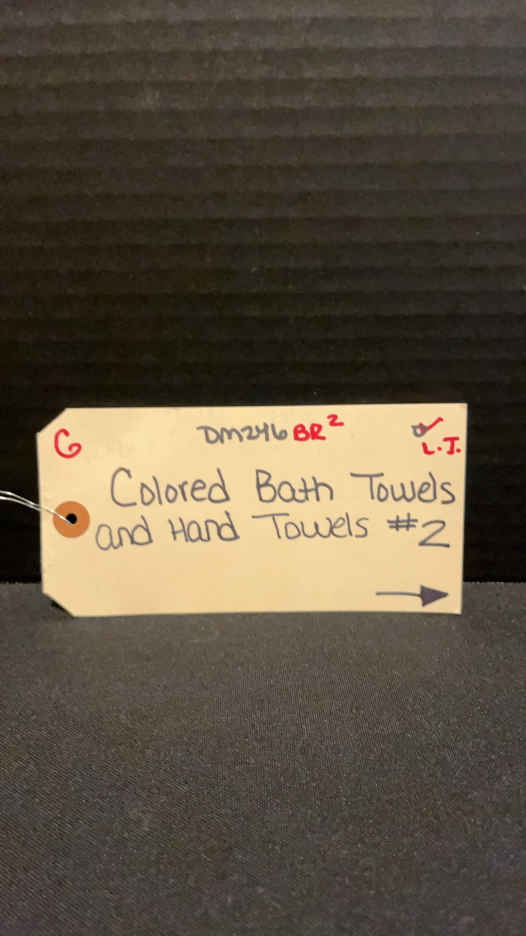 G DM246 BR² ✓
L.J.
Colored Bath Towels
and Hand Towels #2
→